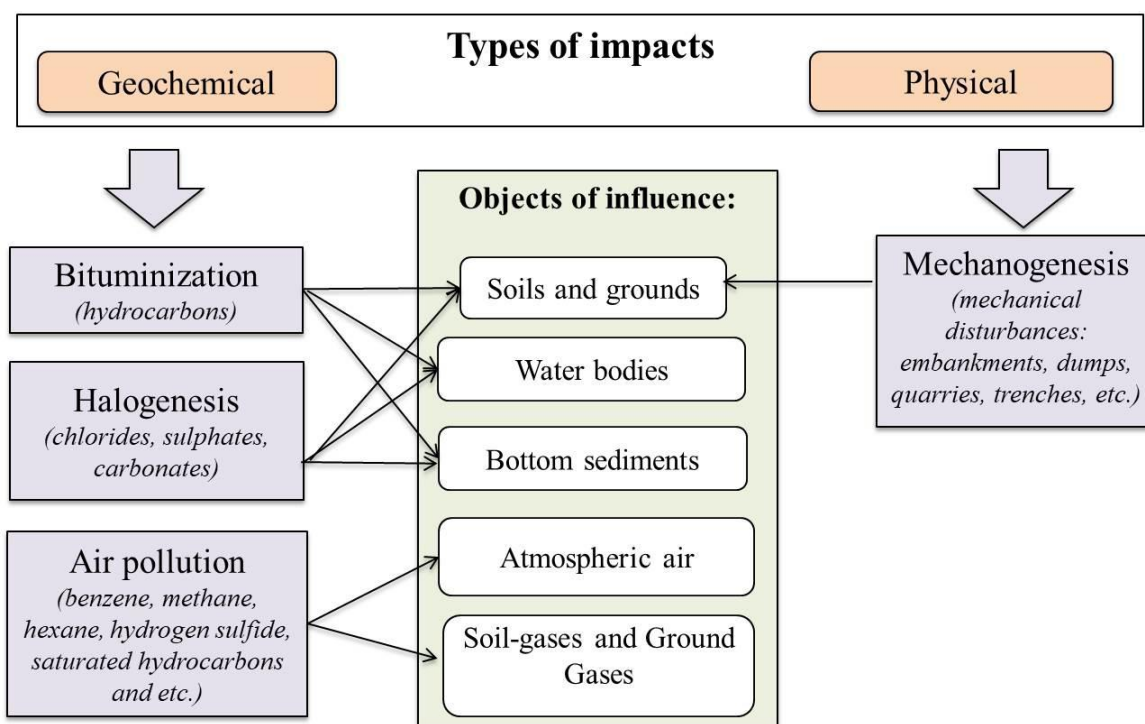 Types of impacts
Geochemical
Physical
Objects of influence:
Bituminization
(hydrocarbons)
Halogenesis
(chlorides, sulphates,
carbonates)
Air pollution
(benzene, methane,
hexane, hydrogen sulfide,
saturated hydrocarbons
and etc.)
Soils and grounds
Water bodies
Bottom sediments
Atmospheric air
Soil-gases and Ground
Gases
Mechanogenesis
(mechanical
disturbances:
embankments, dumps,
quarries, trenches, etc.)